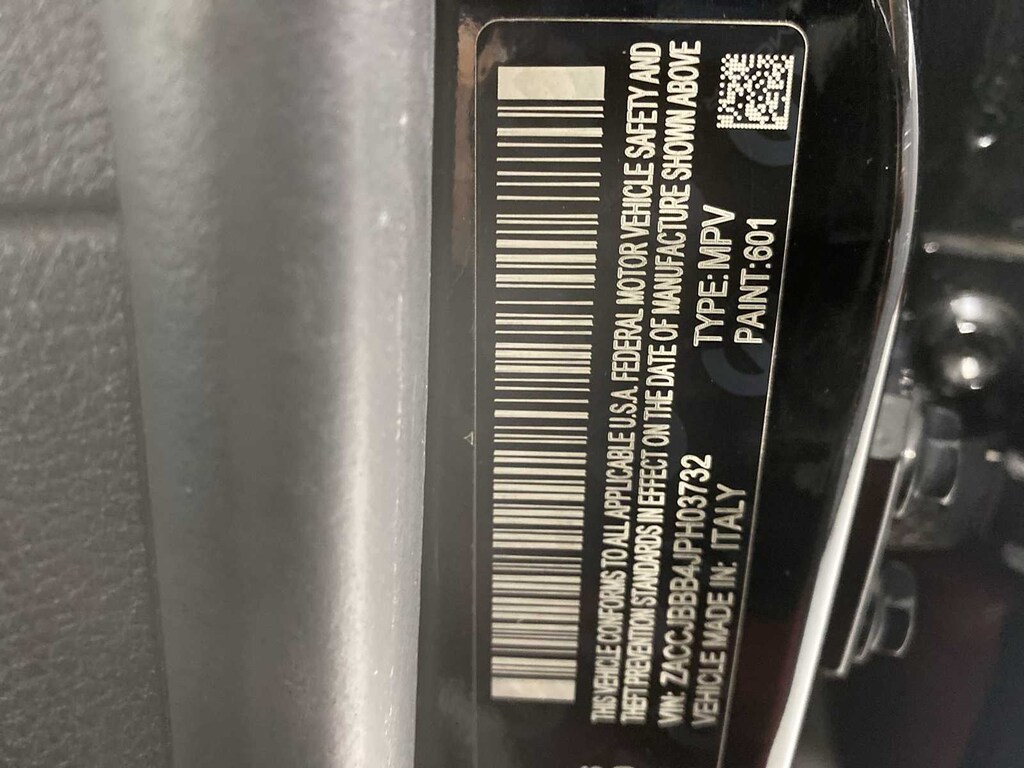 THIS VEHICLE CONFORMS TO ALL APPLICABLE U.S.A. FEDERAL MOTOR VEHICLE SAFETY AND
THEFT PREVENTION STANDARDS IN EFFECT ON THE DATE OF MANUFACTURE SHOWN ABOVE
VIN: ZACCJBBB4JPH03732 TYPE: MPV
VEHICLE MADE IN: ITALY PAINT:601